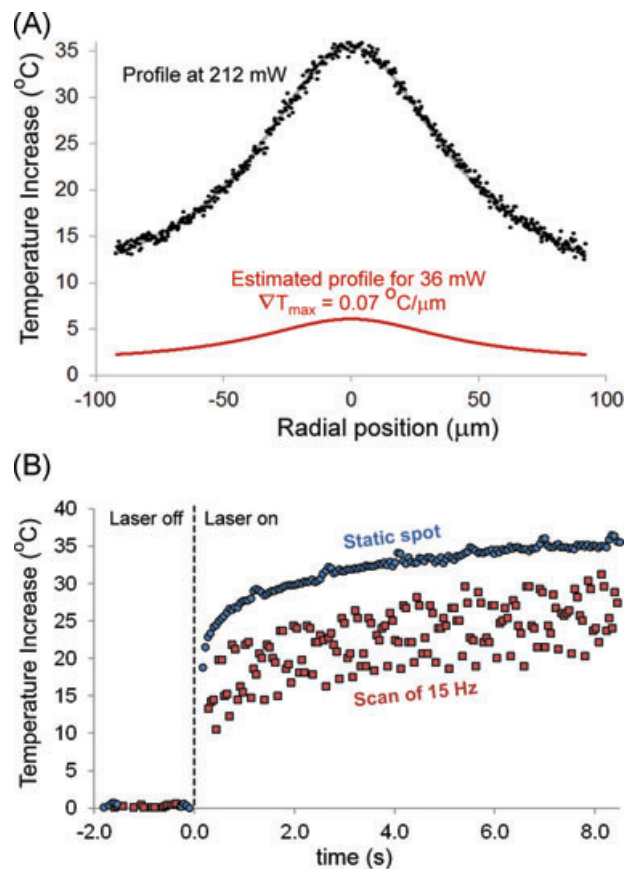 (A)
Temperature Increase (°C)
35
30
25
20
15
10
5
0
Profile at 212 mW
Estimated profile for 36 mW
∇Tmax = 0.07 °C/μm
-100
-50
0
50
100
Radial position (μm)
(B)
Temperature Increase (°C)
40
35
30
25
20
15
10
5
0
Laser off
Laser on
Static spot
Scan of 15 Hz
-2.0
0.0
2.0
4.0
6.0
8.0
time (s)